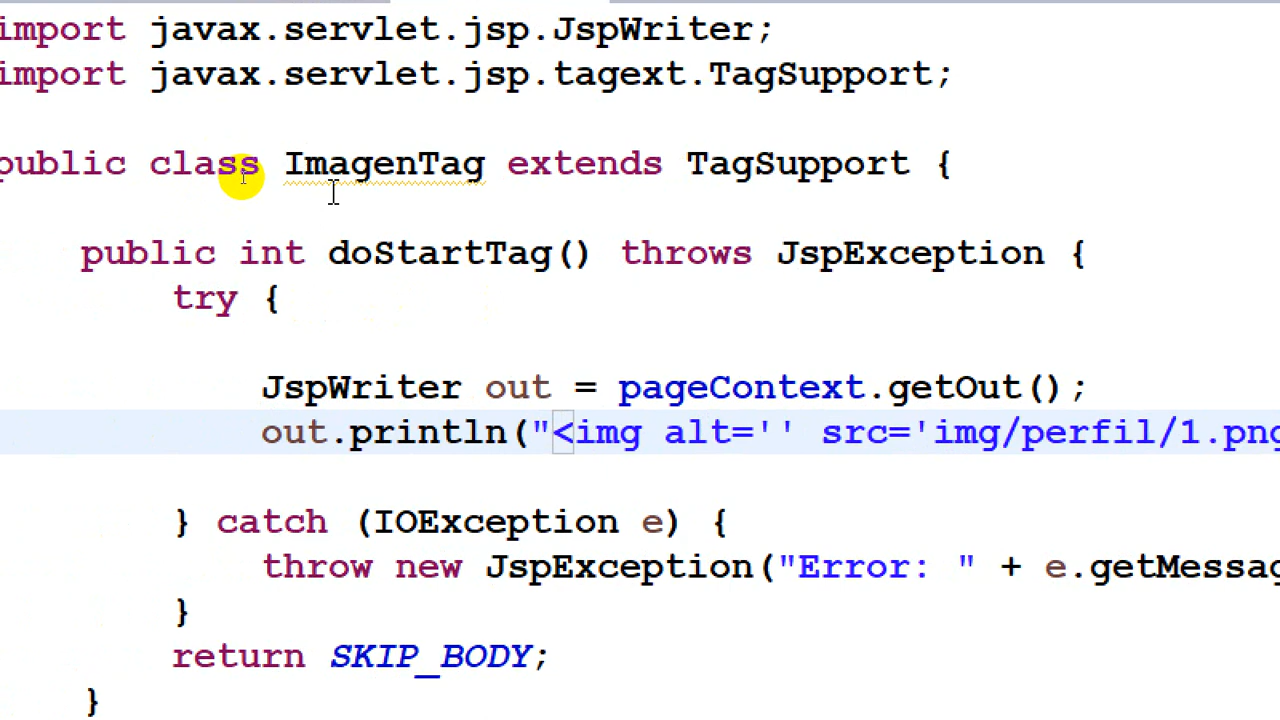 import javax.servlet.jsp.JspWriter;
import javax.servlet.jsp.tagext.TagSupport;
public class ImagenTag extends TagSupport {
public int doStartTag() throws JspException {
try {
JspWriter out = pageContext.getOut();
out.println("<img alt='' src='img/perfil/1.png
} catch (IOException e) {
throw new JspException("Error: " + e.getMessag
}
return SKIP_BODY;
}